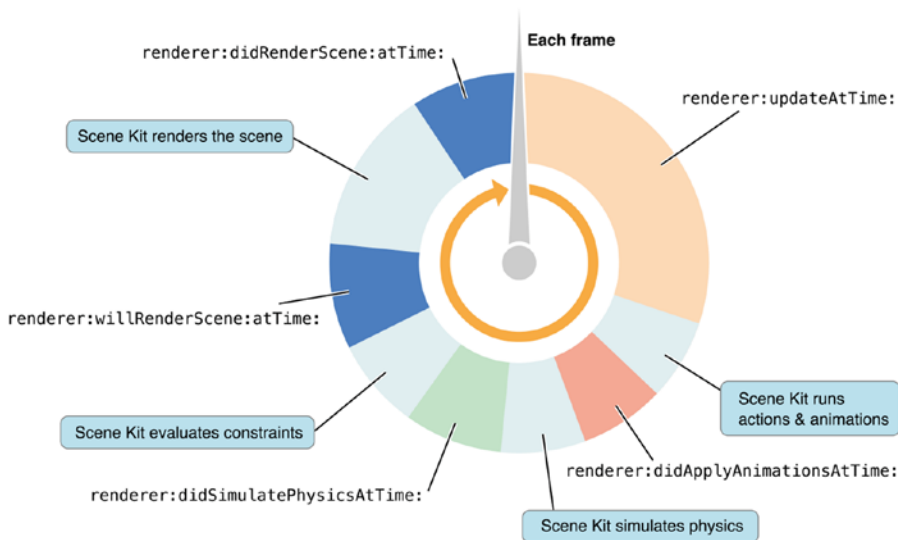 Each frame
renderer:didRenderScene:atTime:
renderer:updateAtTime:
Scene Kit renders the scene
renderer:willRenderScene:atTime:
Scene Kit runs
actions & animations
Scene Kit evaluates constraints
renderer:didApplyAnimationsAtTime:
renderer:didSimulatePhysicsAtTime:
Scene Kit simulates physics